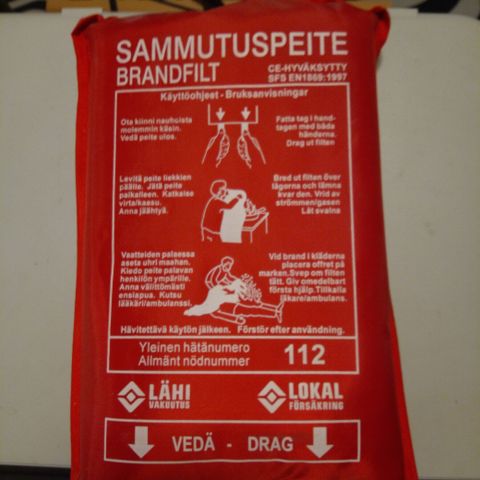 SAMMUTUSPEITE
BRANDFILT
CE-HYVÄKSYTTY
SFS EN1869:1997
Käyttöohjest - Bruksanvisningar
Ota kiinni nauhoista
molemmin käsin.
Vedä peite ulos.
Fatta tag i hand-
tagen med båda
händerna.
Drag ut filten
Levitä peite liekkien
päälle. Jätä peite
paikalleen. Katkaise
virta/kaasu.
Anna jäähtyä.
Bred ut filten över
lågorna och lämna
kvar den. Vrid av
strömmen/gasen
Låt svalna
Vaatteiden palaessa
aseta uhri maahan.
Kiedo peite palavan
henkilön ympärille.
Anna välittömästi
ensiapua. Kutsu
lääkäri/ambulanssi.
Vid brand i kläderna
placera offret på
marken. Svep om filten
tätt. Giv omedelbart
första hjälp. Tillkalla
läkare/ambulans.
Hävitettävä käytön jälkeen. Förstör efter användning.
Yleinen hätänumero
Allmänt nödnummer
112
LÄHI
VAKUUTUS
LOKAL
FÖRSÄKRING
VEDÄ - DRAG